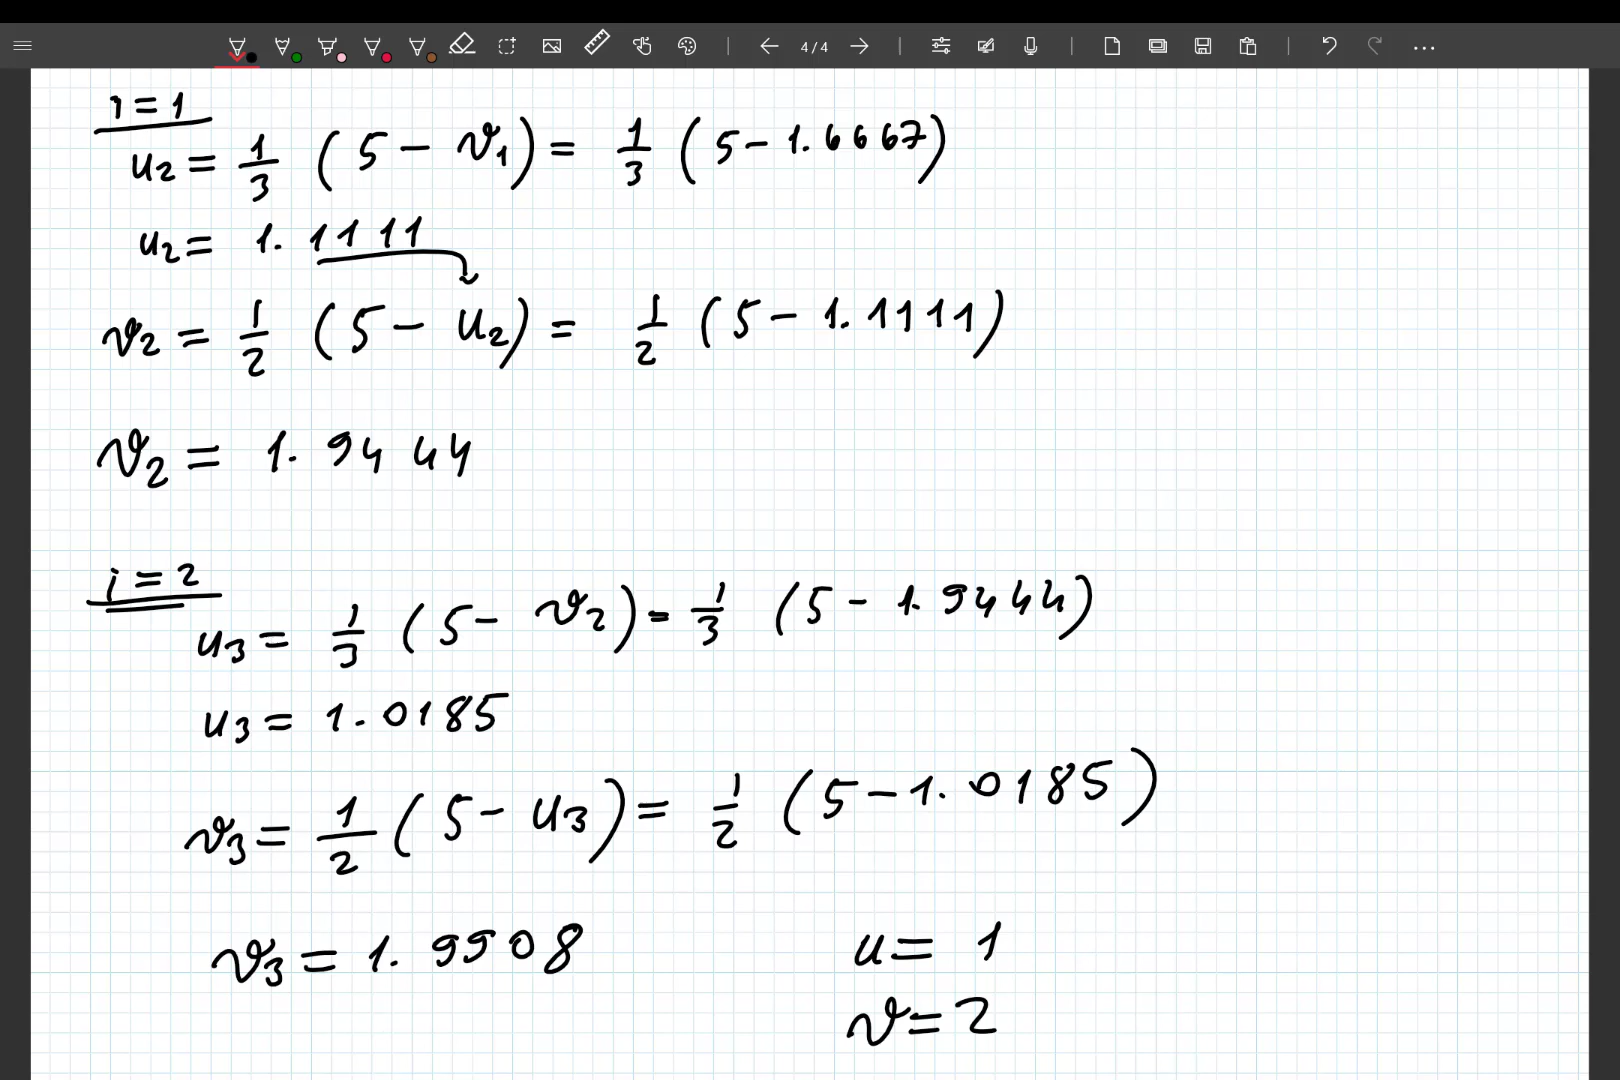 4 / 4
i = 1
u₂ = 1/3 (5 − v₁) = 1/3 (5 − 1.6667)
u₂ = 1.1111
v₂ = 1/2 (5 − u₂) = 1/2 (5 − 1.1111)
v₂ = 1.9444
i = 2
u₃ = 1/3 (5 − v₂) = 1/3 (5 − 1.9444)
u₃ = 1.0185
v₃ = 1/2 (5 − u₃) = 1/2 (5 − 1.0185)
v₃ = 1.9908
u = 1
v = 2